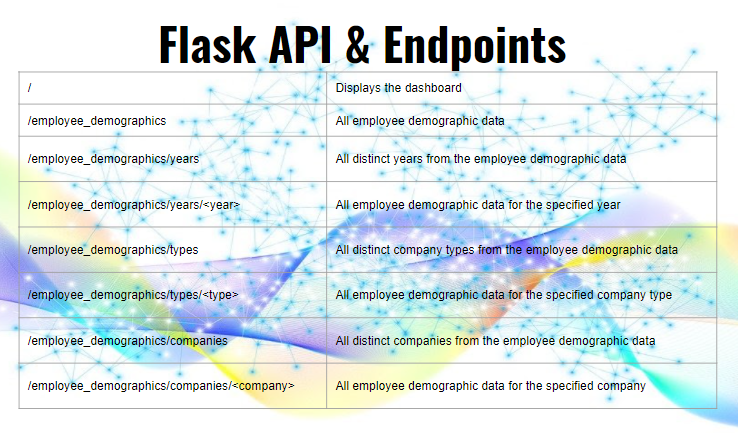 Flask API & Endpoints
/ Displays the dashboard
/employee_demographics All employee demographic data
/employee_demographics/years All distinct years from the employee demographic data
/employee_demographics/years/<year> All employee demographic data for the specified year
/employee_demographics/types All distinct company types from the employee demographic data
/employee_demographics/types/<type> All employee demographic data for the specified company type
/employee_demographics/companies All distinct companies from the employee demographic data
/employee_demographics/companies/<company> All employee demographic data for the specified company